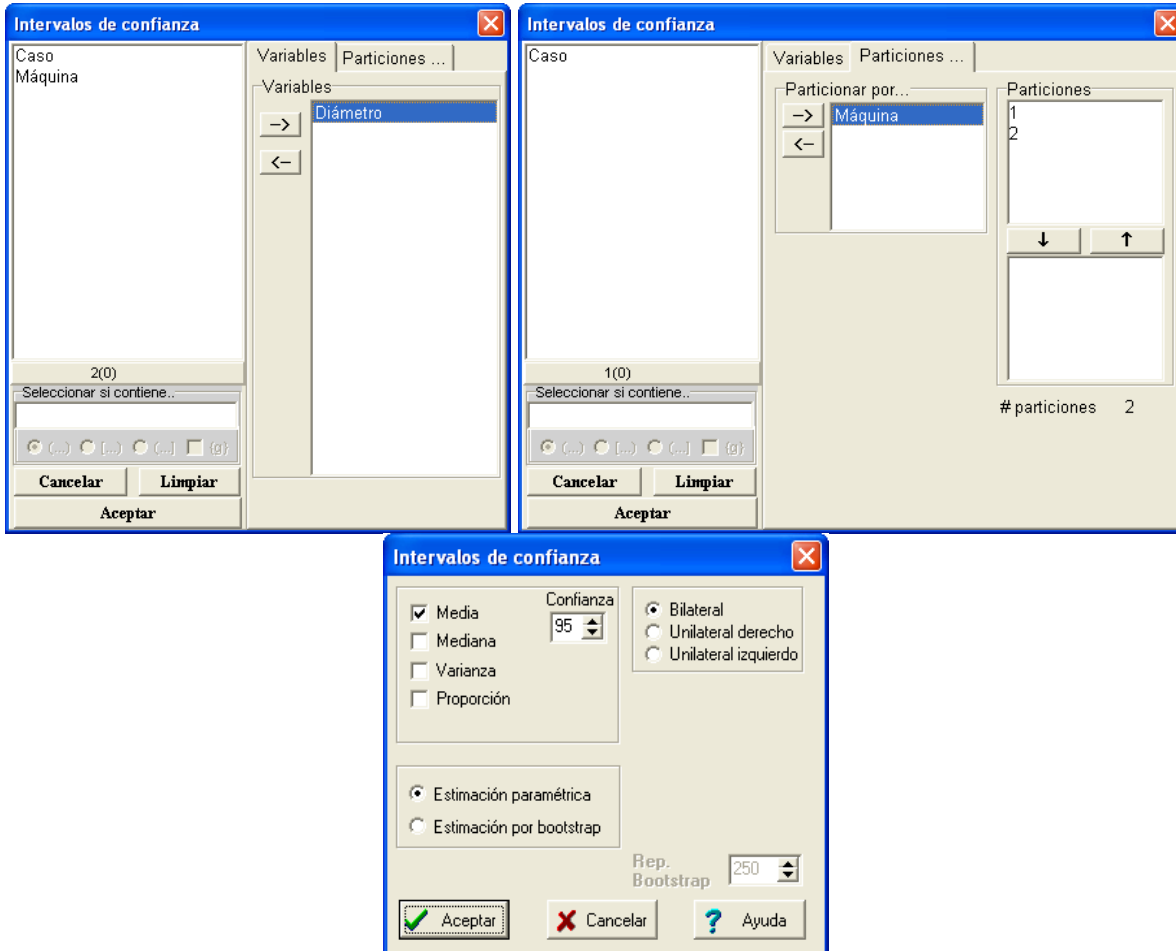 Intervalos de confianza
Caso
Máquina
Variables
Particiones ...
Variables
-->
<--
Diámetro
2(0)
Seleccionar si contiene..
(...)
[...)
(...]
{g}
Cancelar
Limpiar
Aceptar
Intervalos de confianza
Caso
Variables
Particiones ...
Particionar por...
-->
<--
Máquina
Particiones
1
2
# particiones 2
1(0)
Seleccionar si contiene..
(...)
[...)
(...]
{g}
Cancelar
Limpiar
Aceptar
Intervalos de confianza
Media
Mediana
Varianza
Proporción
Confianza
95
Bilateral
Unilateral derecho
Unilateral izquierdo
Estimación paramétrica
Estimación por bootstrap
Rep.
Bootstrap
250
Aceptar
Cancelar
? Ayuda